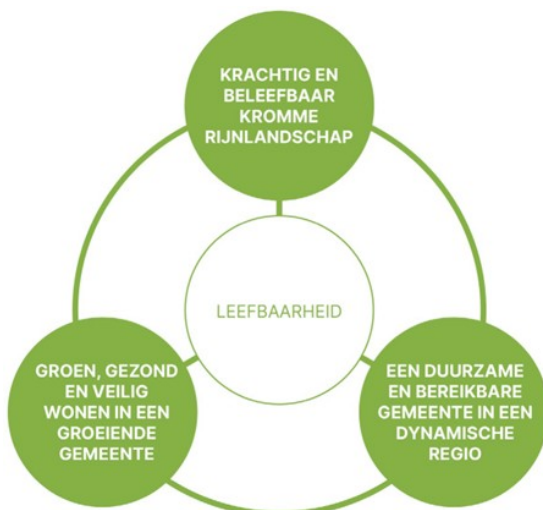 KRACHTIG EN
BELEEFBAAR
KROMME
RIJNLANDSCHAP
LEEFBAARHEID
GROEN, GEZOND
EN VEILIG
WONEN IN EEN
GROEIENDE
GEMEENTE
EEN DUURZAME
EN BEREIKBARE
GEMEENTE IN EEN
DYNAMISCHE
REGIO